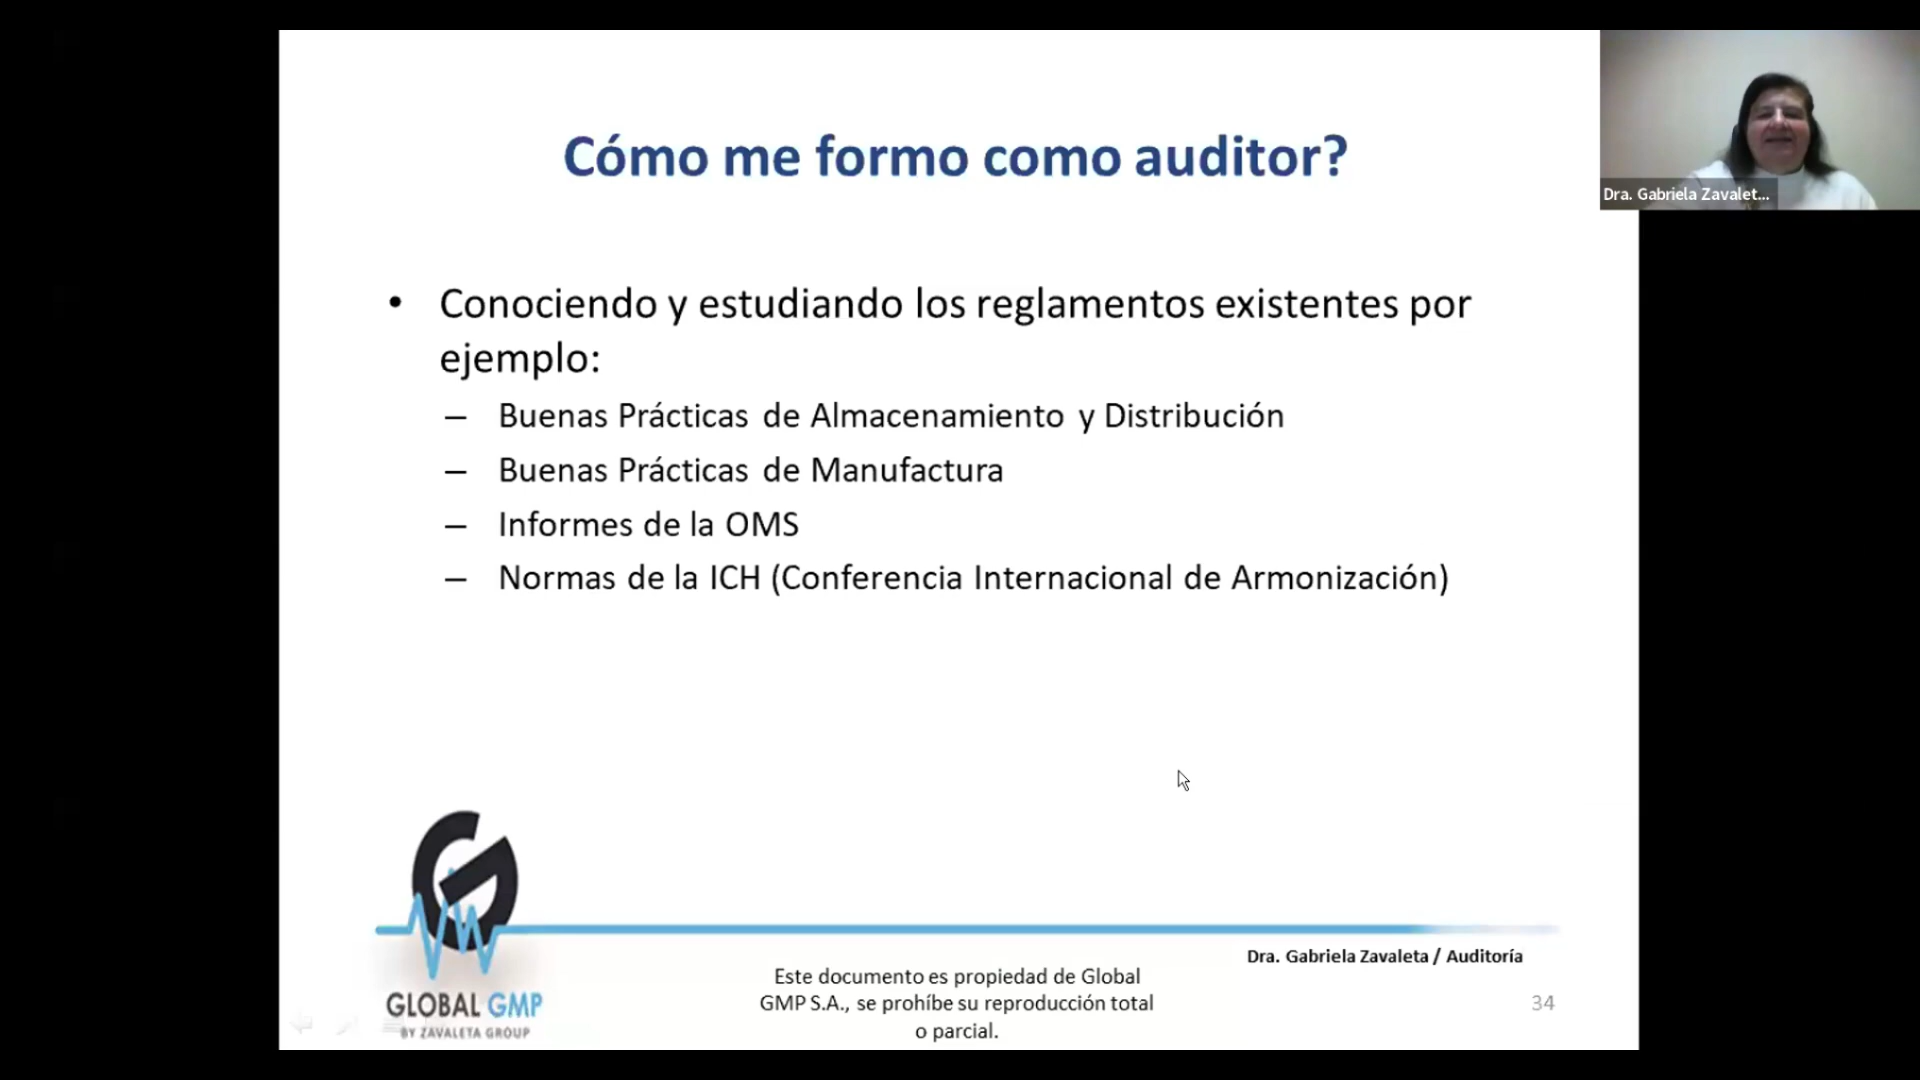 Cómo me formo como auditor?
Dra. Gabriela Zavalet...
• Conociendo y estudiando los reglamentos existentes por
ejemplo:
– Buenas Prácticas de Almacenamiento y Distribución
– Buenas Prácticas de Manufactura
– Informes de la OMS
– Normas de la ICH (Conferencia Internacional de Armonización)
Dra. Gabriela Zavaleta / Auditoría
Este documento es propiedad de Global
GMP S.A., se prohíbe su reproducción total
o parcial.
34
GLOBAL GMP
BY ZAVALETA GROUP